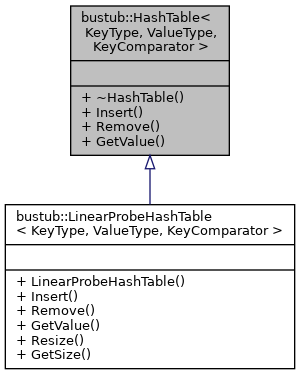 bustub::HashTable<
KeyType, ValueType,
KeyComparator >
+ ~HashTable()
+ Insert()
+ Remove()
+ GetValue()
bustub::LinearProbeHashTable
< KeyType, ValueType, KeyComparator >
+ LinearProbeHashTable()
+ Insert()
+ Remove()
+ GetValue()
+ Resize()
+ GetSize()